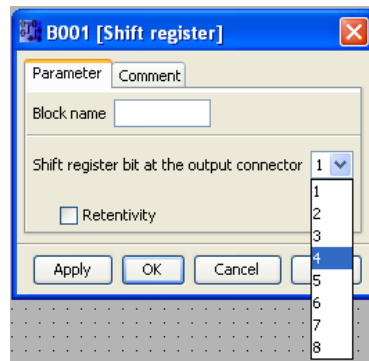 B001 [Shift register]
Parameter Comment
Block name
Shift register bit at the output connector 1
1
2
Retentivity
3
4
Apply OK Cancel
5
6
7
8